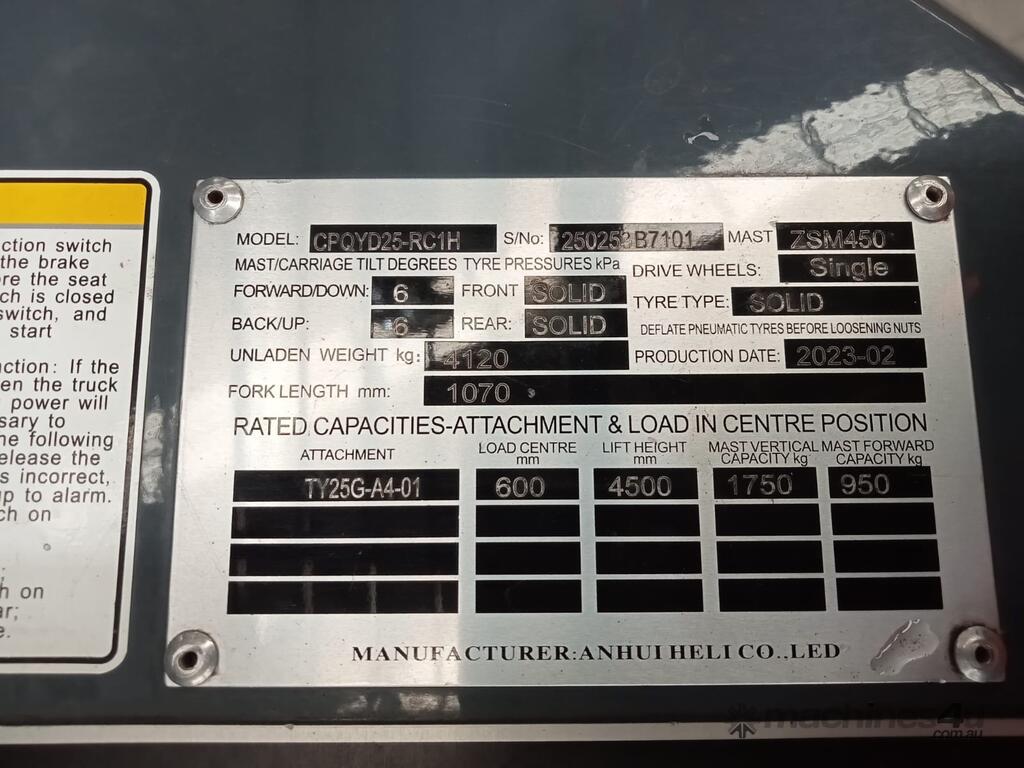 ction switch
the brake
re the seat
ch is closed
switch, and
start
ction: If the
en the truck
power will
sary to
he following
elease the
s incorrect,
up to alarm.
ch on
h on
ar;
e.
MODEL: CPQYD25-RC1H S/No: MAST ZSM450
MAST/CARRIAGE TILT DEGREES TYRE PRESSURES kPa DRIVE WHEELS: Single
FORWARD/DOWN: 6 FRONT SOLID TYRE TYPE: SOLID
BACK/UP: 6 REAR: SOLID DEFLATE PNEUMATIC TYRES BEFORE LOOSENING NUTS
UNLADEN WEIGHT kg: 4120 PRODUCTION DATE: 2023-02
FORK LENGTH mm: 1070
RATED CAPACITIES-ATTACHMENT & LOAD IN CENTRE POSITION
ATTACHMENT LOAD CENTRE mm LIFT HEIGHT mm MAST VERTICAL CAPACITY kg MAST FORWARD CAPACITY kg
TY25G-A4-01 600 4500 1750 950
MANUFACTURER:ANHUI HELI CO.,LED
machines4u
com.au